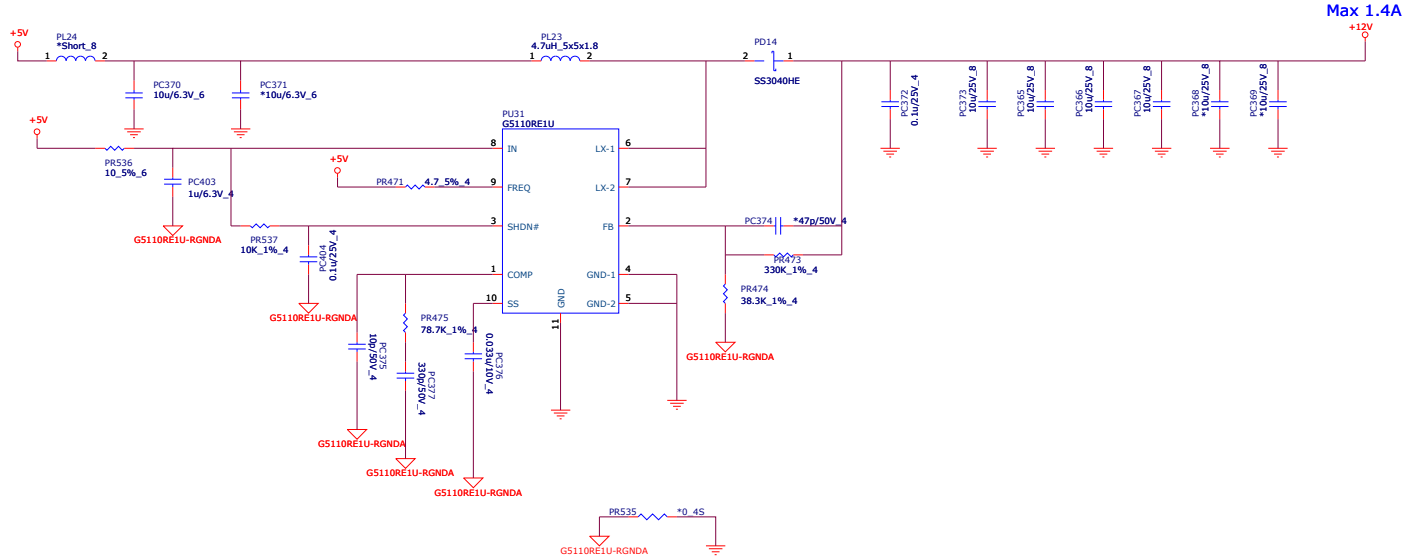 Max 1.4A
+5V
+12V
PL24
*Short_8
1 2
PL23
4.7uH_5x5x1.8
1 2
PD14
2 1
SS3040HE
PC370
10u/6.3V_6
PC371
*10u/6.3V_6
PC372
0.1u/25V_4
PC373
10u/25V_8
PC365
10u/25V_8
PC366
10u/25V_8
PC367
10u/25V_8
PC368
*10u/25V_8
PC369
*10u/25V_8
+5V
PR536
10_5%_6
PC403
1u/6.3V_4
G5110RE1U-RGNDA
+5V
PR471
4.7_5%_4
PR537
10K_1%_4
PC404
0.1u/25V_4
G5110RE1U-RGNDA
PU31
G5110RE1U
8 IN
LX-1 6
9 FREQ
LX-2 7
3 SHDN#
FB 2
1 COMP
GND-1 4
10 SS
GND-2 5
GND
11
PC374
*47p/50V_4
PR473
330K_1%_4
PR474
38.3K_1%_4
G5110RE1U-RGNDA
PR475
78.7K_1%_4
PC375
10p/50V_4
PC377
330p/50V_4
PC376
0.033u/10V_4
G5110RE1U-RGNDA
G5110RE1U-RGNDA
G5110RE1U-RGNDA
PR535
*0_4S
G5110RE1U-RGNDA